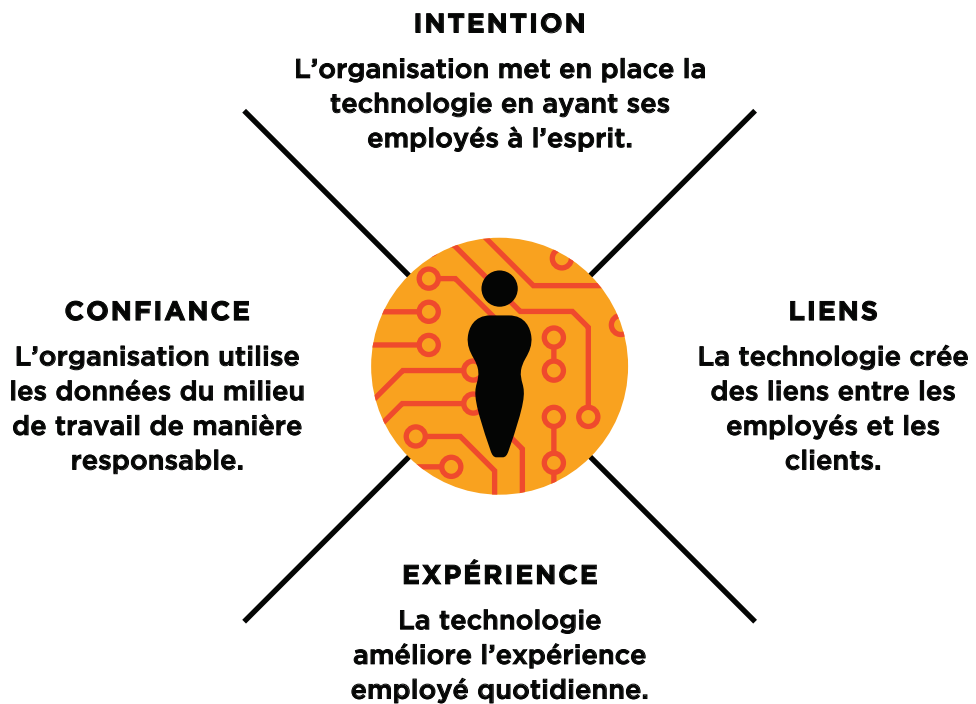 INTENTION
L'organisation met en place la
technologie en ayant ses
employés à l'esprit.
CONFIANCE
L'organisation utilise
les données du milieu
de travail de manière
responsable.
LIENS
La technologie crée
des liens entre les
employés et les
clients.
EXPÉRIENCE
La technologie
améliore l'expérience
employé quotidienne.